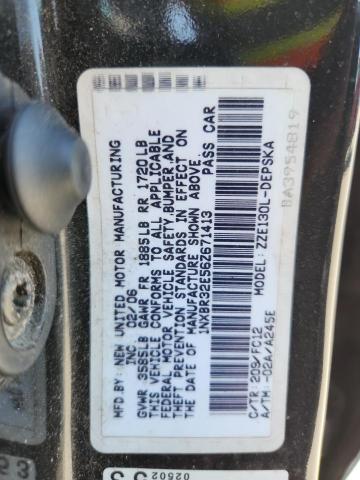 MFD.BY: NEW UNITED MOTOR MANUFACTURING
INC. 02/06
GVWR 3585LB GAWR FR 1885LB RR 1720LB
THIS VEHICLE CONFORMS TO ALL APPLICABLE
FEDERAL MOTOR VEHICLE SAFETY,BUMPER,AND
THEFT PREVENTION STANDARDS IN EFFECT ON
THE DATE OF MANUFACTURE SHOWN ABOVE.
1NXBR32E56Z671413 PASS CAR
MODEL: ZZE130L-DEPSKA
C/TR: 209/FC12
A/TM:-02A/A245E
BA3954819
02502